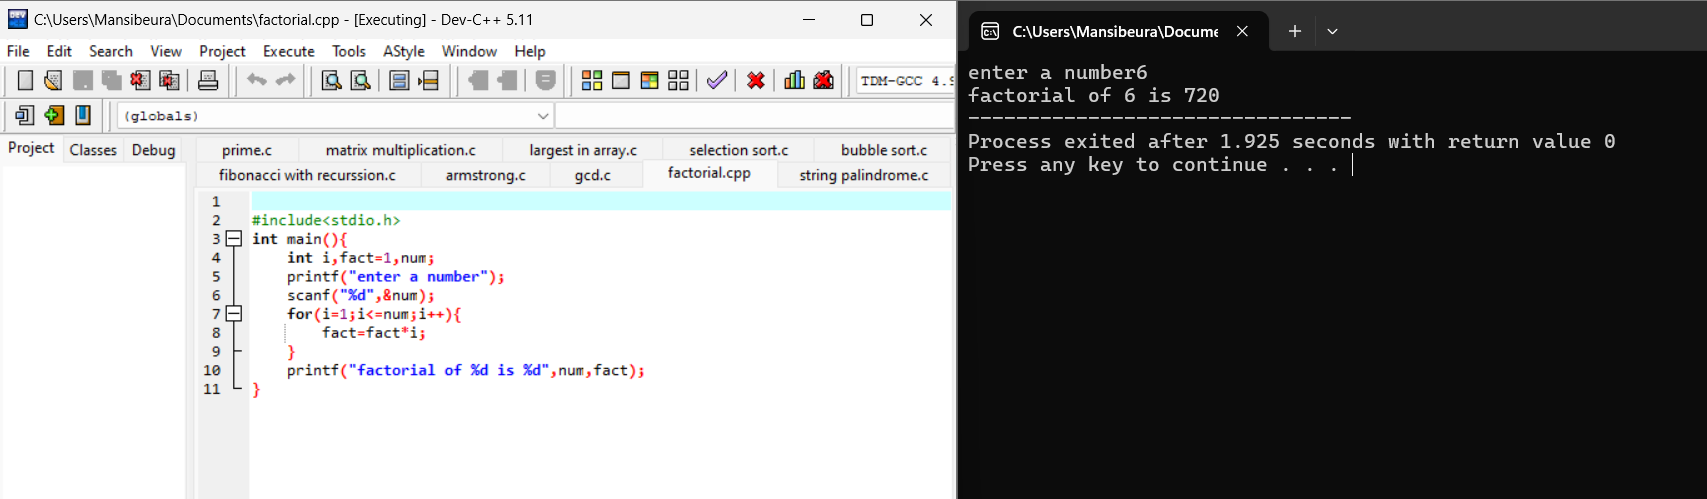 C:\Users\Mansibeura\Documents\factorial.cpp - [Executing] - Dev-C++ 5.11
File Edit Search View Project Execute Tools AStyle Window Help
TDM-GCC 4.9
(globals)
Project Classes Debug
prime.c matrix multiplication.c largest in array.c selection sort.c bubble sort.c
fibonacci with recurssion.c armstrong.c gcd.c factorial.cpp string palindrome.c
1
2 #include<stdio.h>
3 int main(){
4 int i,fact=1,num;
5 printf("enter a number");
6 scanf("%d",&num);
7 for(i=1;i<=num;i++){
8 fact=fact*i;
9 }
10 printf("factorial of %d is %d",num,fact);
11 }
C:\Users\Mansibeura\Docume
enter a number6
factorial of 6 is 720
--------------------------------
Process exited after 1.925 seconds with return value 0
Press any key to continue . . .